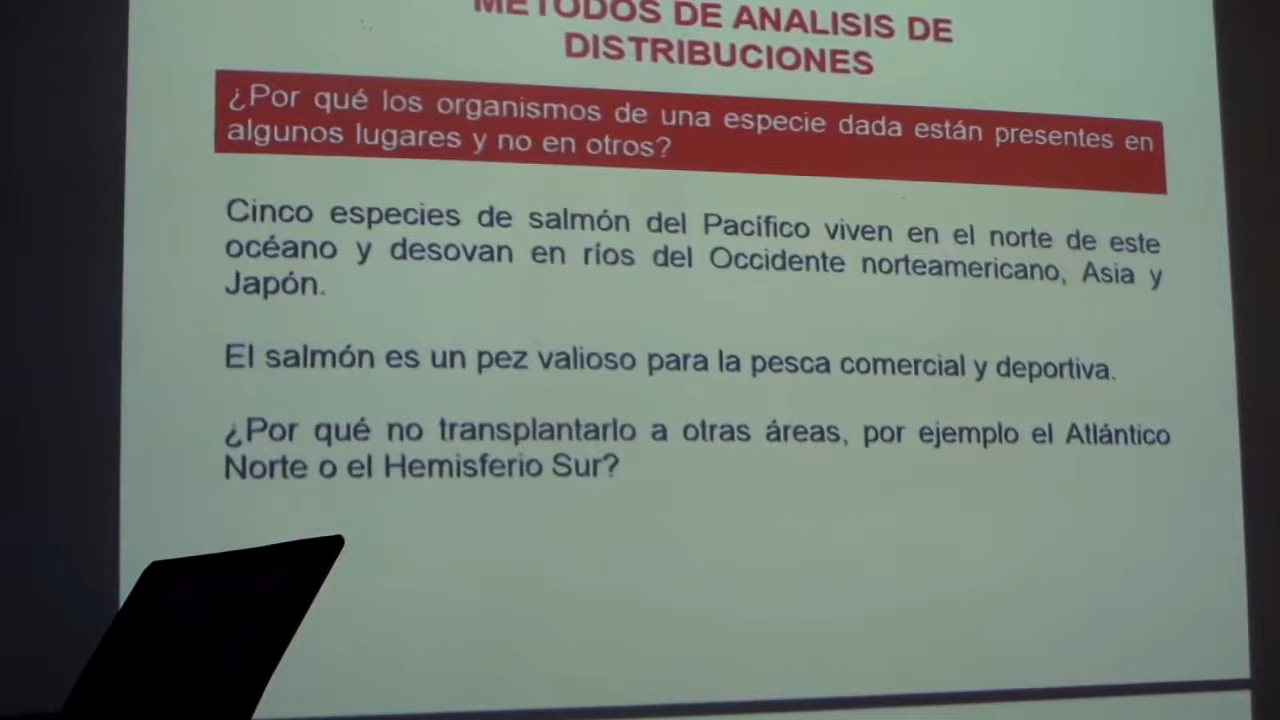 METODOS DE ANALISIS DE
DISTRIBUCIONES
¿Por qué los organismos de una especie dada están presentes en
algunos lugares y no en otros?
Cinco especies de salmón del Pacífico viven en el norte de este
océano y desovan en ríos del Occidente norteamericano, Asia y
Japón.
El salmón es un pez valioso para la pesca comercial y deportiva.
¿Por qué no transplantarlo a otras áreas, por ejemplo el Atlántico
Norte o el Hemisferio Sur?